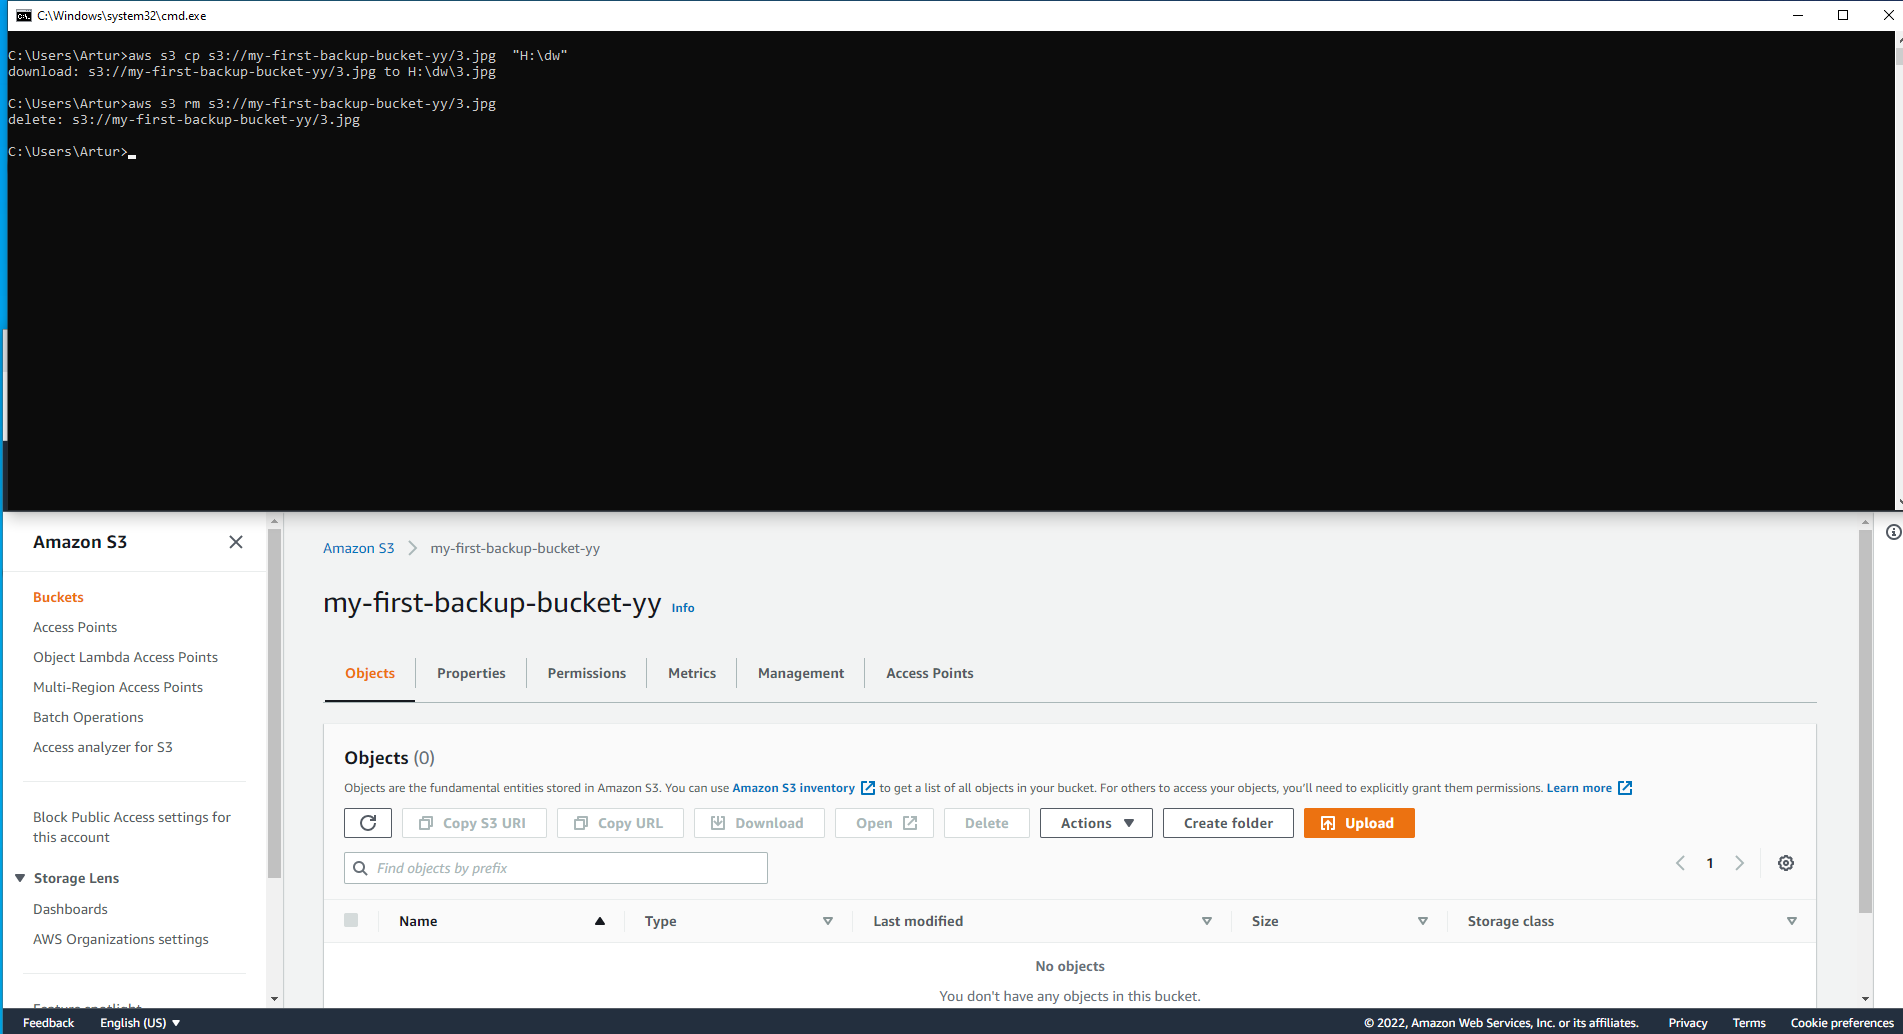 C:\Windows\system32\cmd.exe
C:\Users\Artur>aws s3 cp s3://my-first-backup-bucket-yy/3.jpg  "H:\dw"
download: s3://my-first-backup-bucket-yy/3.jpg to H:\dw\3.jpg
C:\Users\Artur>aws s3 rm s3://my-first-backup-bucket-yy/3.jpg
delete: s3://my-first-backup-bucket-yy/3.jpg
C:\Users\Artur>
Amazon S3
Buckets
Access Points
Object Lambda Access Points
Multi-Region Access Points
Batch Operations
Access analyzer for S3
Block Public Access settings for
this account
Storage Lens
Dashboards
AWS Organizations settings
Feature spotlight
Amazon S3 > my-first-backup-bucket-yy
my-first-backup-bucket-yy Info
Objects Properties Permissions Metrics Management Access Points
Objects (0)
Objects are the fundamental entities stored in Amazon S3. You can use Amazon S3 inventory to get a list of all objects in your bucket. For others to access your objects, you'll need to explicitly grant them permissions. Learn more
Copy S3 URI Copy URL Download Open Delete Actions Create folder Upload
Find objects by prefix
1
Name Type Last modified Size Storage class
No objects
You don't have any objects in this bucket.
Feedback English (US) © 2022, Amazon Web Services, Inc. or its affiliates. Privacy Terms Cookie preferences